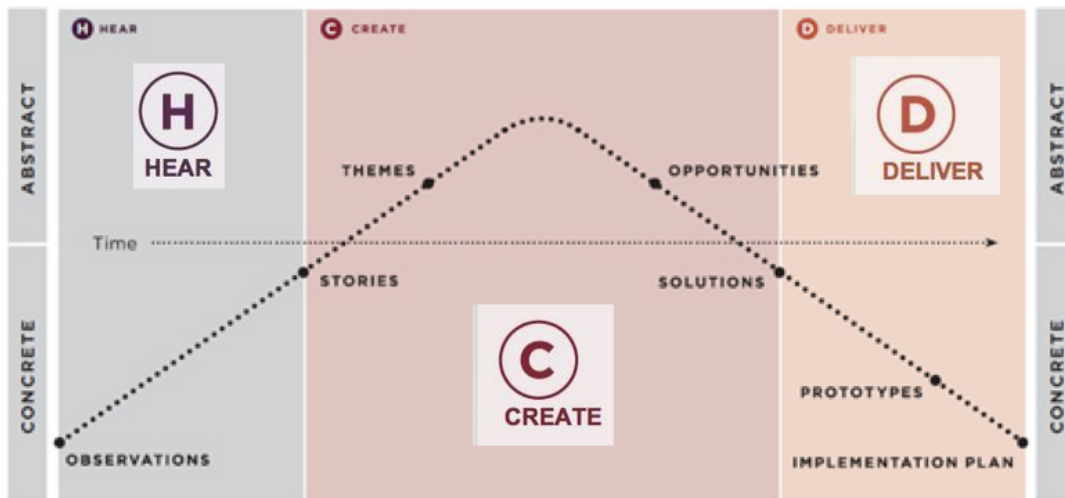 H HEAR
C CREATE
D DELIVER
ABSTRACT
H
HEAR
D
DELIVER
ABSTRACT
THEMES
OPPORTUNITIES
Time
STORIES
SOLUTIONS
CONCRETE
C
CREATE
CONCRETE
PROTOTYPES
OBSERVATIONS
IMPLEMENTATION PLAN